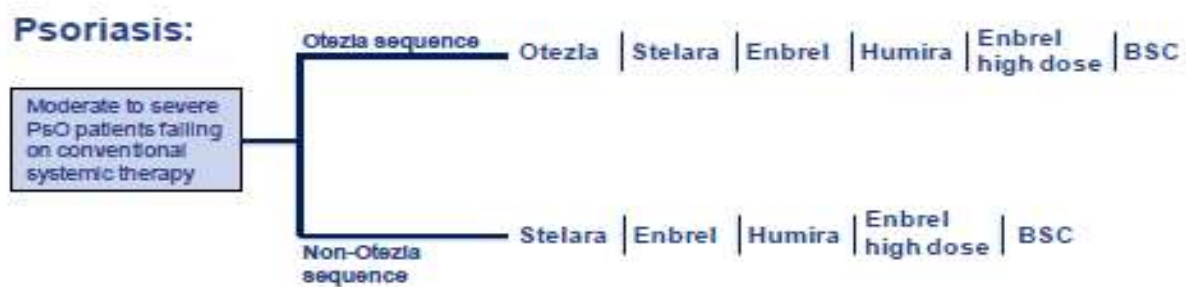 Psoriasis:
Otezla sequence
Otezla | Stelara | Enbrel | Humira | Enbrel high dose | BSC
Moderate to severe
PsO patients failing
on conventional
systemic therapy
Stelara | Enbrel | Humira | Enbrel high dose | BSC
Non-Otezla
sequence